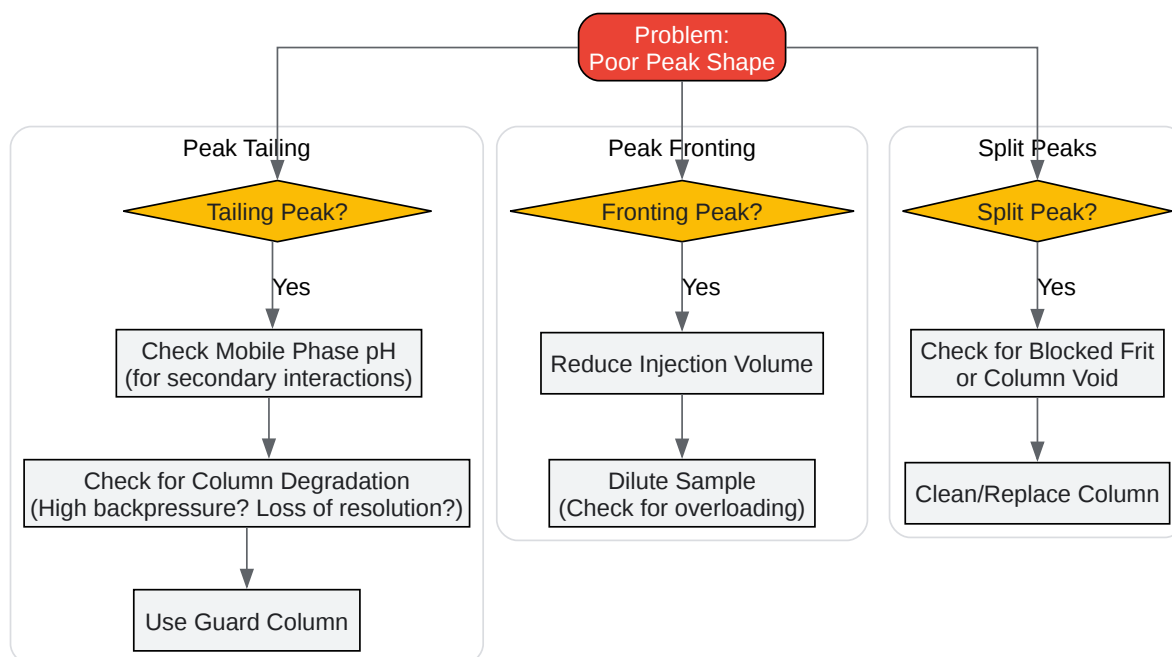 Problem:
Poor Peak Shape
Peak Tailing
Tailing Peak?
Yes
Check Mobile Phase pH
(for secondary interactions)
Check for Column Degradation
(High backpressure? Loss of resolution?)
Use Guard Column
Peak Fronting
Fronting Peak?
Yes
Reduce Injection Volume
Dilute Sample
(Check for overloading)
Split Peaks
Split Peak?
Yes
Check for Blocked Frit
or Column Void
Clean/Replace Column